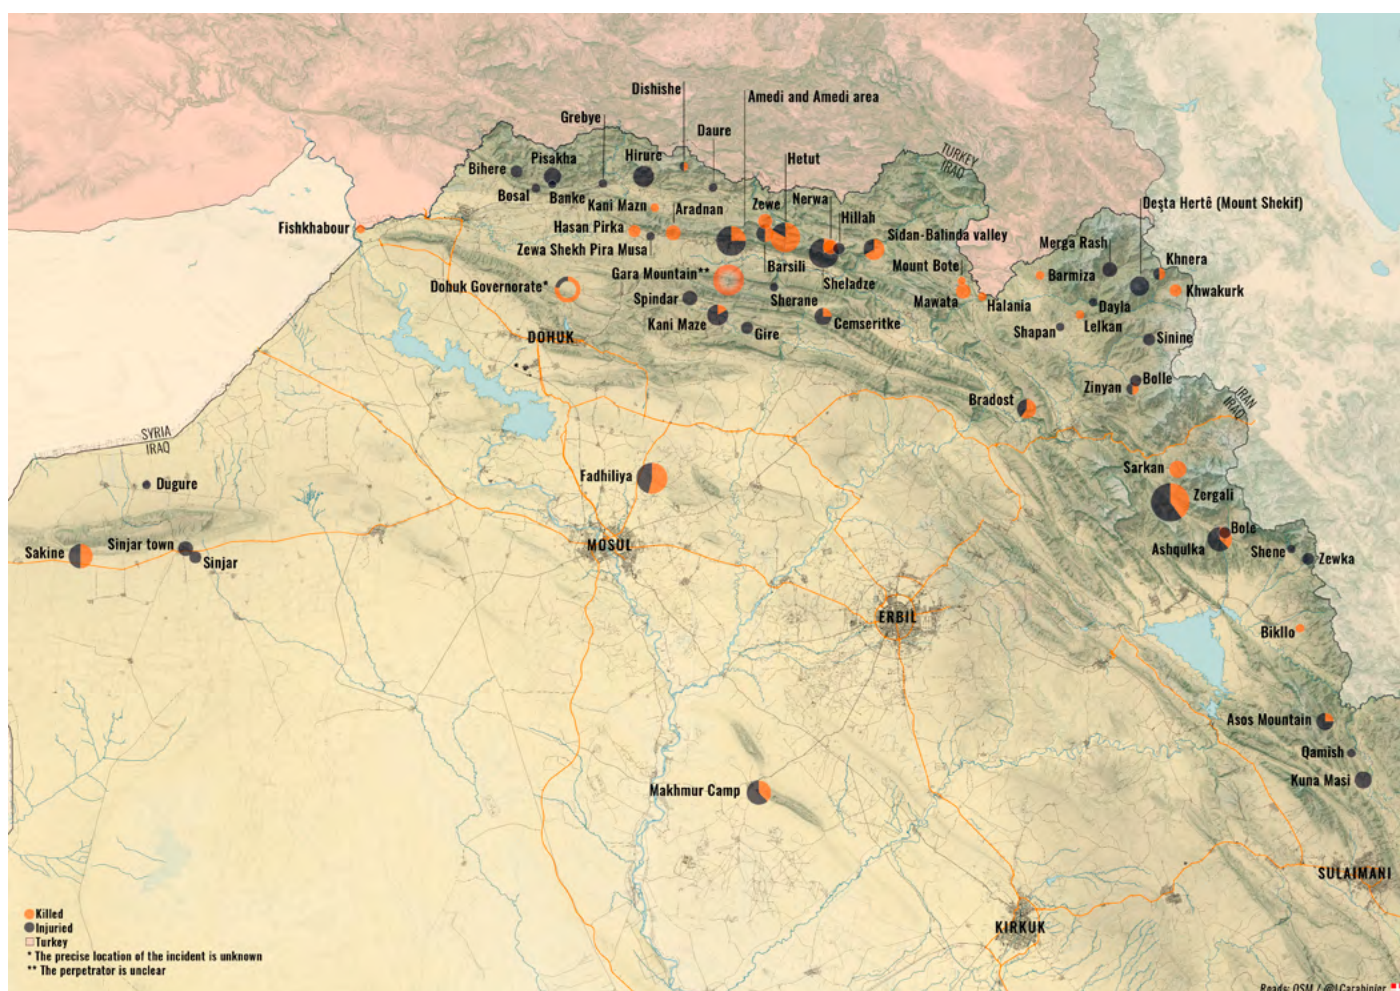 Dishishe
Amedi and Amedi area
Grebye
Daure
Pisakha
Hirure
Hetut
TURKEY
IRAQ
Bihere
Bosal
Banke
Kani Mazn
Aradnan
Zewe
Nerwa
Hillah
Deşta Hertê (Mount Shekif)
Fishkhabour
Hasan Pirka
Zewa Shekh Pira Musa
Sidan-Balinda valley
Merga Rash
Khnera
Barsili
Mount Bote
Barmiza
Gara Mountain**
Sheladze
Khwakurk
Dohuk Governorate*
Spindar
Sherane
Mawata
Halania
Dayla
Kani Maze
Cemseritke
Lelkan
Gire
Shapan
Sinine
DOHUK
Bolle
Zinyan
Bradost
IRAN
IRAQ
SYRIA
IRAQ
Sarkan
Fadhiliya
Dugure
Zergali
Bole
Sakine
Sinjar town
Sinjar
MOSUL
Ashqulka
Shene
Zewka
ERBIL
Bikllo
Asos Mountain
Qamish
Kuna Masi
Makhmur Camp
SULAIMANI
KIRKUK
Killed
Injuried
Turkey
* The precise location of the incident is unknown
** The perpetrator is unclear
Roads: OSM / @LCarabinier